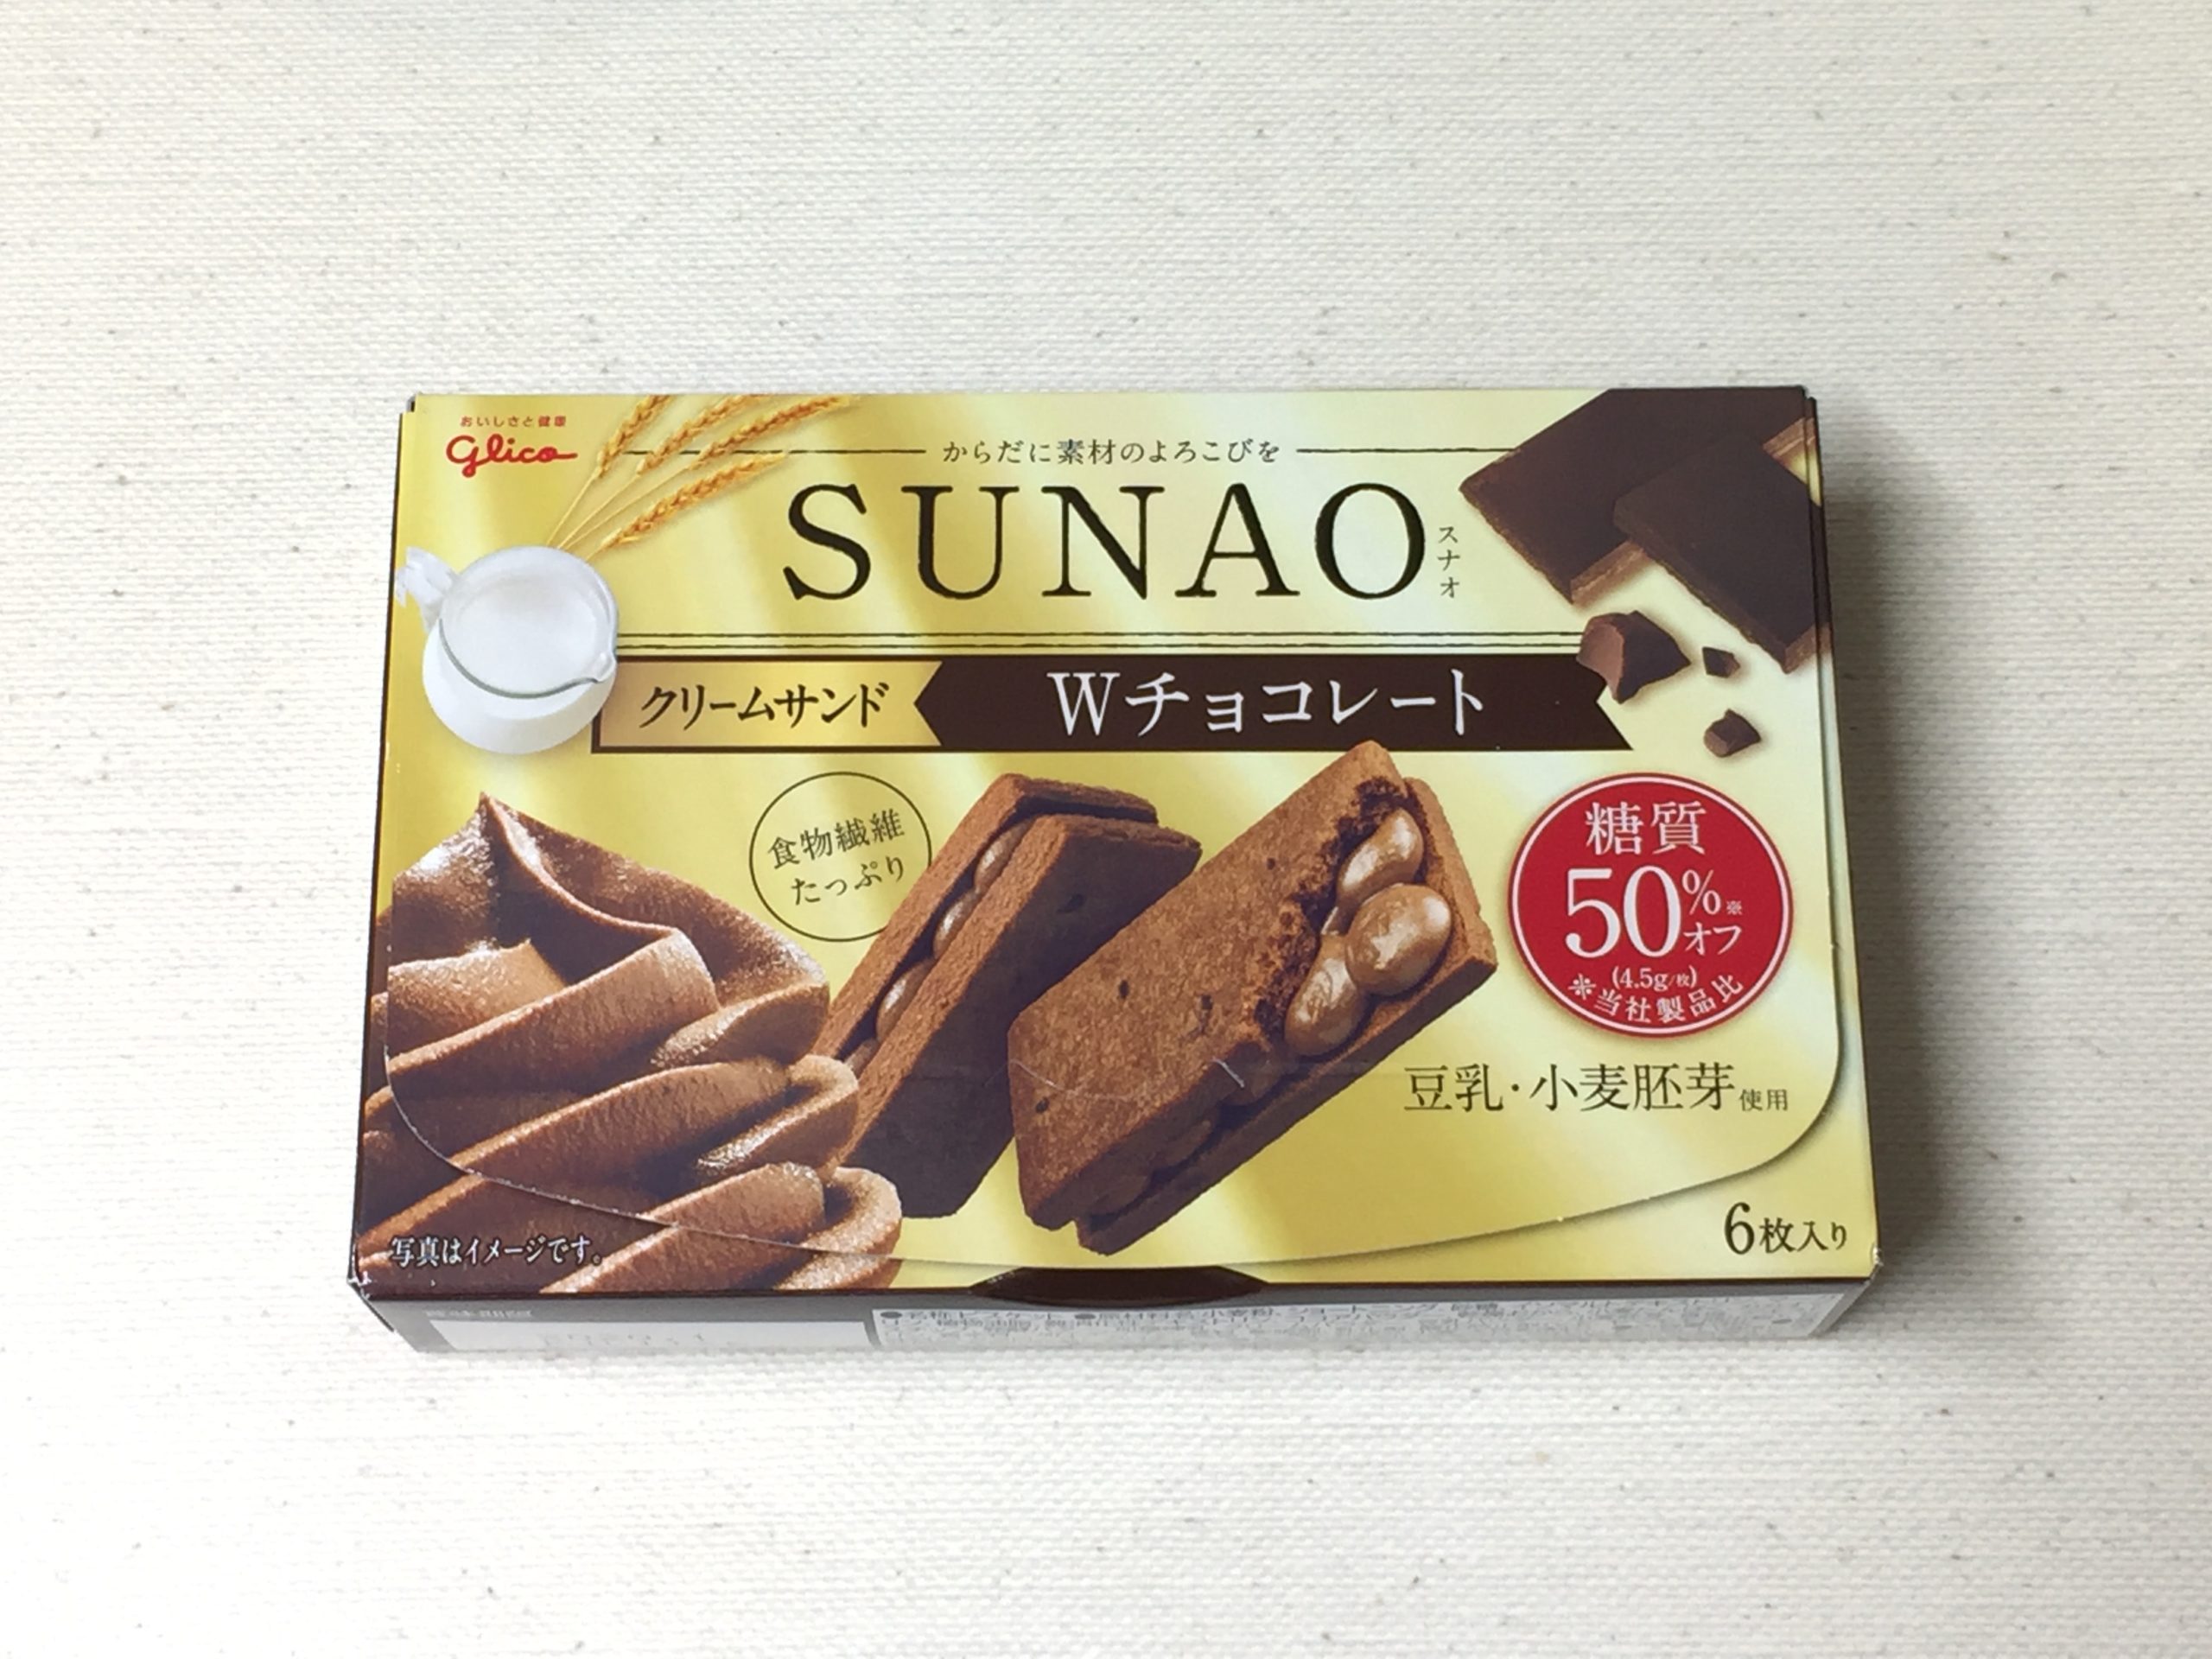 おいしさと健康
Glico
からだに素材のよろこびを
SUNAO
スナオ
クリームサンド
Wチョコレート
食物繊維
たっぷり
糖質
50%※
オフ
(4.5g/枚)
※当社製品比
豆乳・小麦胚芽使用
6枚入り
写真はイメージです。